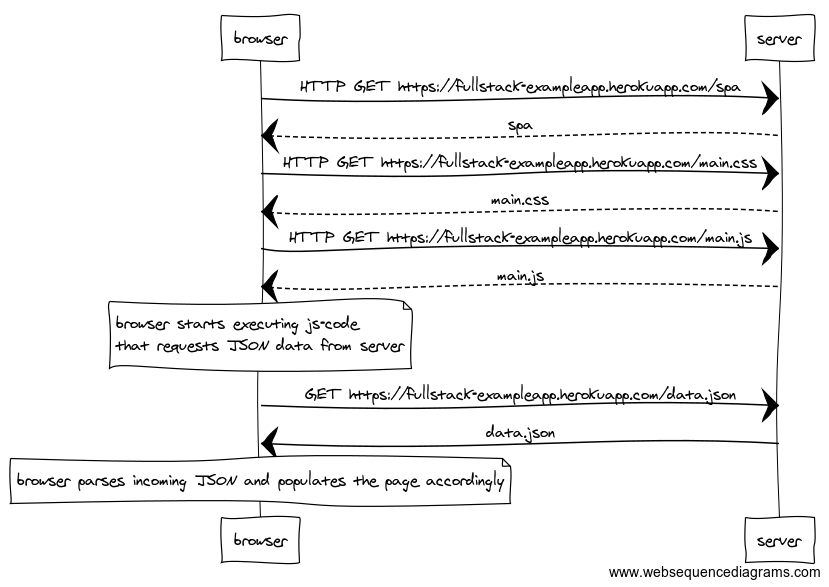 browser
server
HTTP GET https://fullstack-exampleapp.herokuapp.com/spa
spa
HTTP GET https://fullstack-exampleapp.herokuapp.com/main.css
main.css
HTTP GET https://fullstack-exampleapp.herokuapp.com/main.js
main.js
browser starts executing js-code
that requests JSON data from server
GET https://fullstack-exampleapp.herokuapp.com/data.json
data.json
browser parses incoming JSON and populates the page accordingly
browser
server
www.websequencediagrams.com